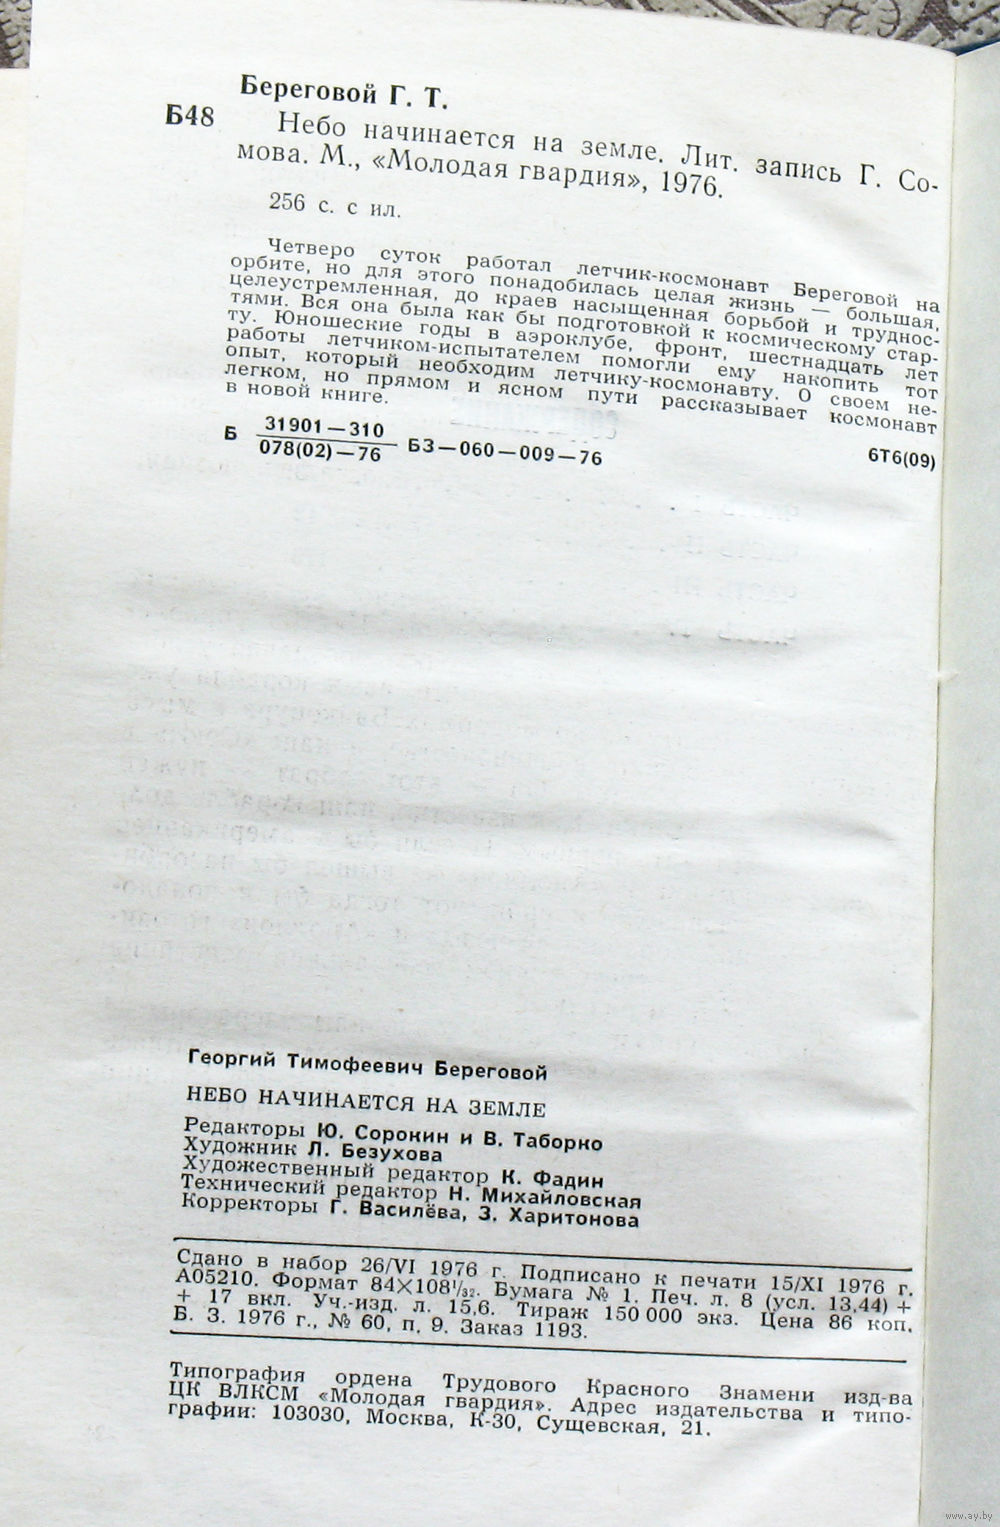 Береговой Г. Т.
Б48
Небо начинается на земле. Лит. запись Г. Со-
мова. М., «Молодая гвардия», 1976.
256 с. с ил.
Четверо суток работал летчик-космонавт Береговой на
орбите, но для этого понадобилась целая жизнь — большая,
целеустремленная, до краев насыщенная борьбой и труднос-
тями. Вся она была как бы подготовкой к космическому стар-
ту. Юношеские годы в аэроклубе, фронт, шестнадцать лет
работы летчиком-испытателем помогли ему накопить тот
опыт, который необходим летчику-космонавту. О своем не-
легком, но прямом и ясном пути рассказывает космонавт
в новой книге.
Б 31901—310
078(02)—76 БЗ—060—009—76 6Т6(09)
Георгий Тимофеевич Береговой
НЕБО НАЧИНАЕТСЯ НА ЗЕМЛЕ
Редакторы Ю. Сорокин и В. Таборко
Художник Л. Безухова
Художественный редактор К. Фадин
Технический редактор Н. Михайловская
Корректоры Г. Василёва, З. Харитонова
Сдано в набор 26/VI 1976 г. Подписано к печати 15/XI 1976 г.
А05210. Формат 84×108¹/₃₂. Бумага № 1. Печ. л. 8 (усл. 13,44) +
+ 17 вкл. Уч.-изд. л. 15,6. Тираж 150 000 экз. Цена 86 коп.
Б. З. 1976 г., № 60, п. 9. Заказ 1193.
Типография ордена Трудового Красного Знамени изд-ва
ЦК ВЛКСМ «Молодая гвардия». Адрес издательства и типо-
графии: 103030, Москва, К-30, Сущевская, 21.
www.ay.by